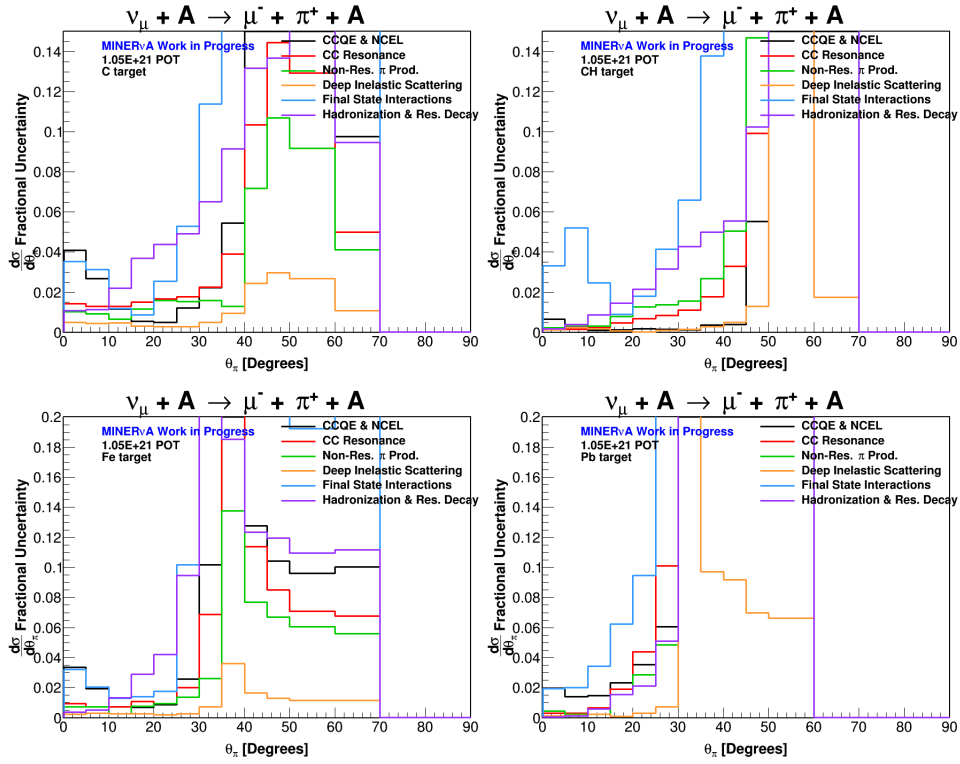 ν_μ + A → μ⁻ + π⁺ + A
MINERνA Work in Progress
1.05E+21 POT
C target
CCQE & NCEL
CC Resonance
Non-Res. π Prod.
Deep Inelastic Scattering
Final State Interactions
Hadronization & Res. Decay
0.14
0.12
0.1
0.08
0.06
0.04
0.02
0
dσ/dθ_π Fractional Uncertainty
0 10 20 30 40 50 60 70 80 90
θ_π [Degrees]
ν_μ + A → μ⁻ + π⁺ + A
MINERνA Work in Progress
1.05E+21 POT
CH target
CCQE & NCEL
CC Resonance
Non-Res. π Prod.
Deep Inelastic Scattering
Final State Interactions
Hadronization & Res. Decay
0.14
0.12
0.1
0.08
0.06
0.04
0.02
0
dσ/dθ_π Fractional Uncertainty
0 10 20 30 40 50 60 70 80 90
θ_π [Degrees]
ν_μ + A → μ⁻ + π⁺ + A
MINERνA Work in Progress
1.05E+21 POT
Fe target
CCQE & NCEL
CC Resonance
Non-Res. π Prod.
Deep Inelastic Scattering
Final State Interactions
Hadronization & Res. Decay
0.2
0.18
0.16
0.14
0.12
0.1
0.08
0.06
0.04
0.02
0
dσ/dθ_π Fractional Uncertainty
0 10 20 30 40 50 60 70 80 90
θ_π [Degrees]
ν_μ + A → μ⁻ + π⁺ + A
MINERνA Work in Progress
1.05E+21 POT
Pb target
CCQE & NCEL
CC Resonance
Non-Res. π Prod.
Deep Inelastic Scattering
Final State Interactions
Hadronization & Res. Decay
0.2
0.18
0.16
0.14
0.12
0.1
0.08
0.06
0.04
0.02
0
dσ/dθ_π Fractional Uncertainty
0 10 20 30 40 50 60 70 80 90
θ_π [Degrees]